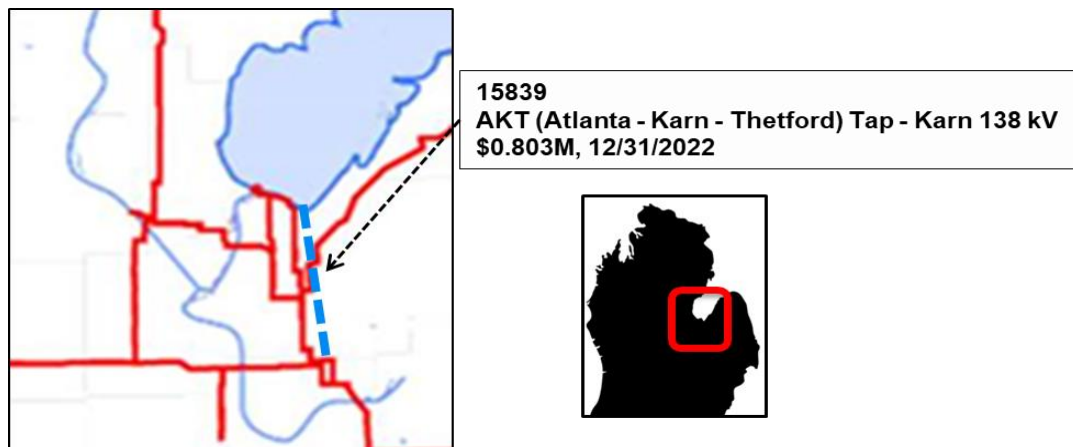 15839
AKT (Atlanta - Karn - Thetford) Tap - Karn 138 kV
$0.803M, 12/31/2022